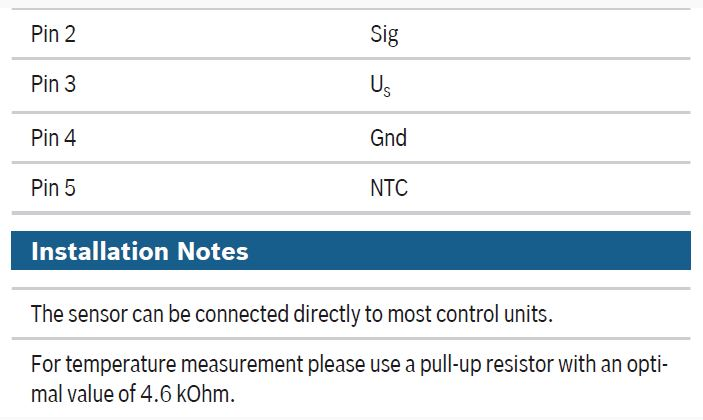 Pin 2 Sig
Pin 3 Us
Pin 4 Gnd
Pin 5 NTC
Installation Notes
The sensor can be connected directly to most control units.
For temperature measurement please use a pull-up resistor with an opti-
mal value of 4.6 kOhm.